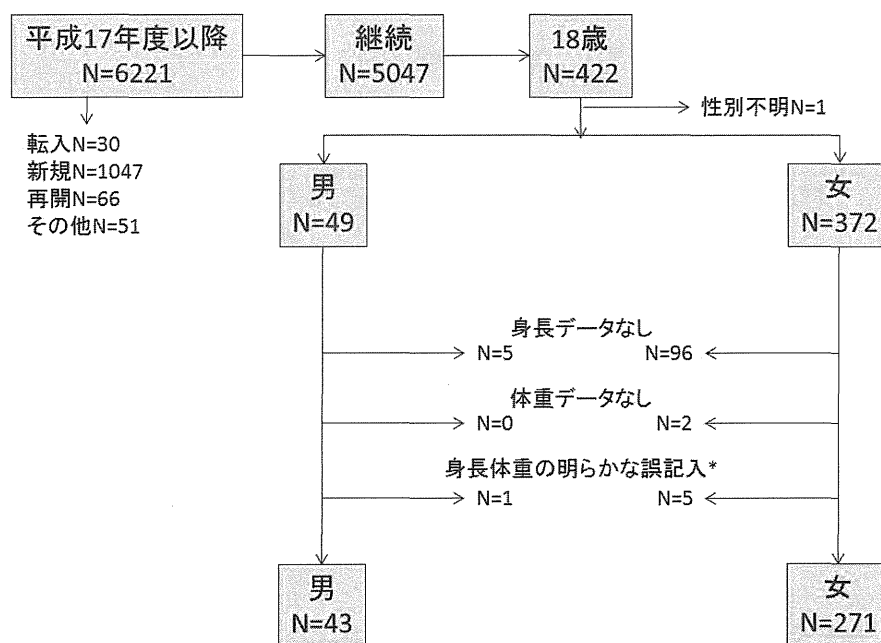 平成17年度以降
N=6221
継続
N=5047
18歳
N=422
性別不明N=1
転入N=30
新規N=1047
再開N=66
その他N=51
男
N=49
女
N=372
身長データなし
N=5
N=96
体重データなし
N=0
N=2
身長体重の明らかな誤記入*
N=1
N=5
男
N=43
女
N=271